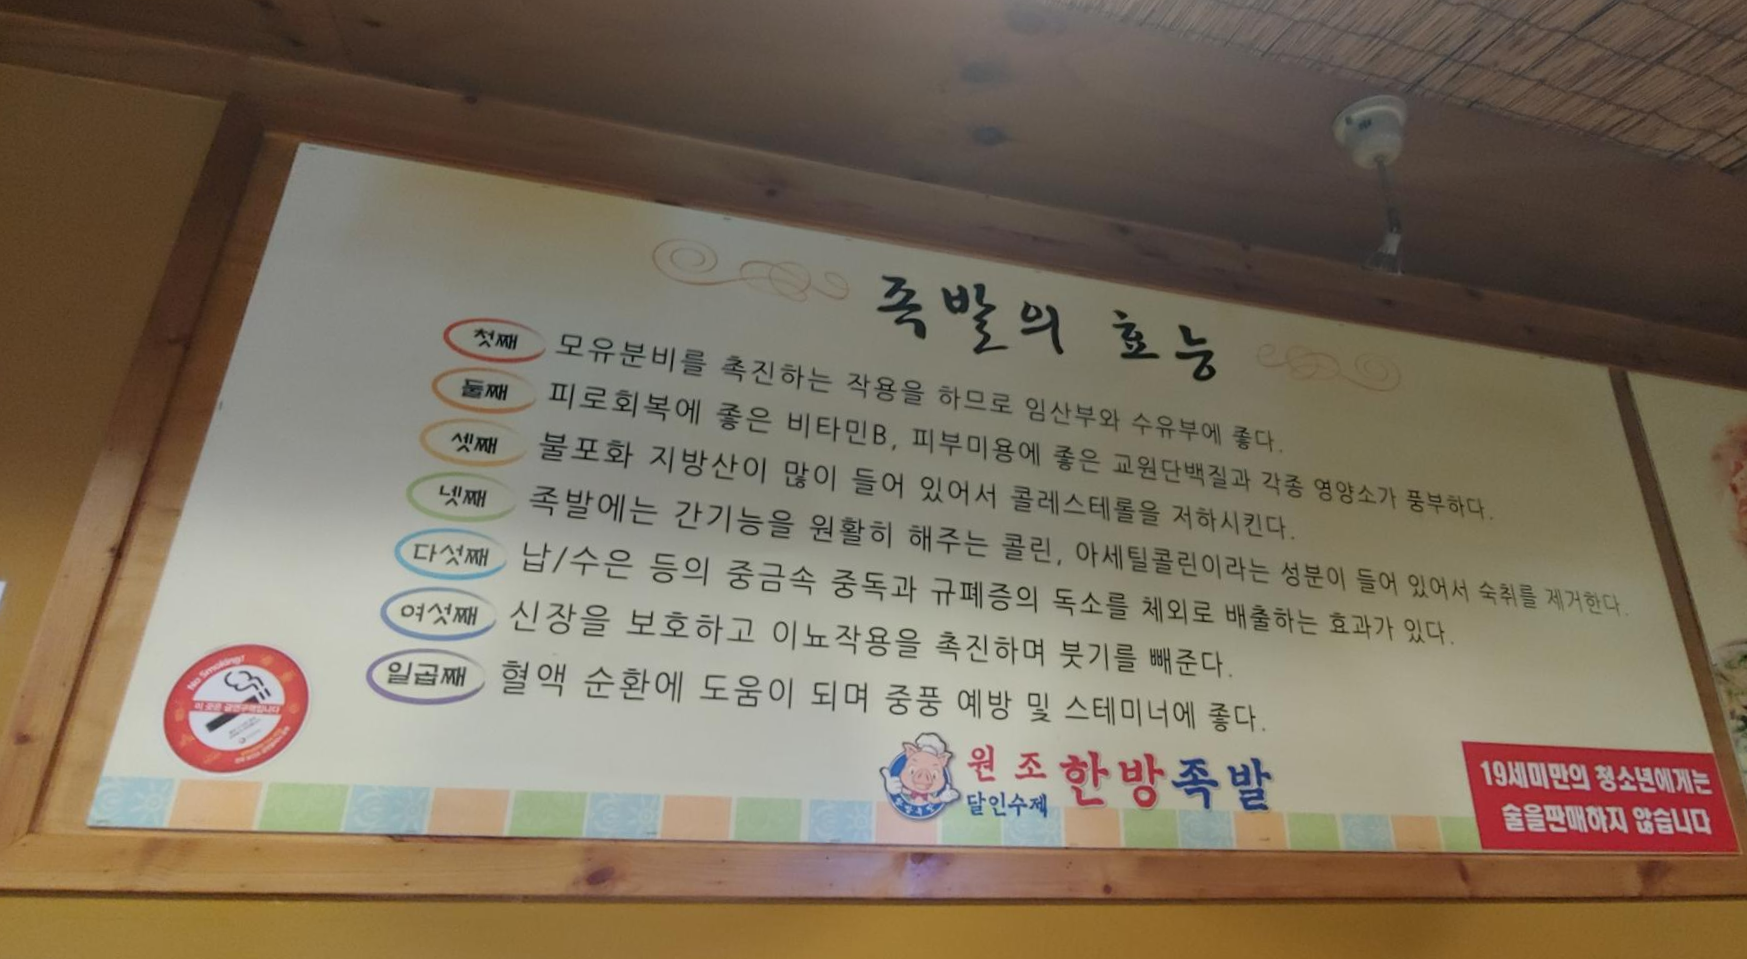 족발의 효능
첫째 모유분비를 촉진하는 작용을 하므로 임산부와 수유부에 좋다.
둘째 피로회복에 좋은 비타민B, 피부미용에 좋은 교원단백질과 각종 영양소가 풍부하다.
셋째 불포화 지방산이 많이 들어 있어서 콜레스테롤을 저하시킨다.
넷째 족발에는 간기능을 원활히 해주는 콜린, 아세틸콜린이라는 성분이 들어 있어서 숙취를 제거한다.
다섯째 납/수은 등의 중금속 중독과 규폐증의 독소를 체외로 배출하는 효과가 있다.
여섯째 신장을 보호하고 이뇨작용을 촉진하며 붓기를 빼준다.
일곱째 혈액 순환에 도움이 되며 중풍 예방 및 스테미너에 좋다.
No Smoking!
이 곳은 금연구역입니다
원조 한방족발
달인수제
19세미만의 청소년에게는
술을판매하지 않습니다